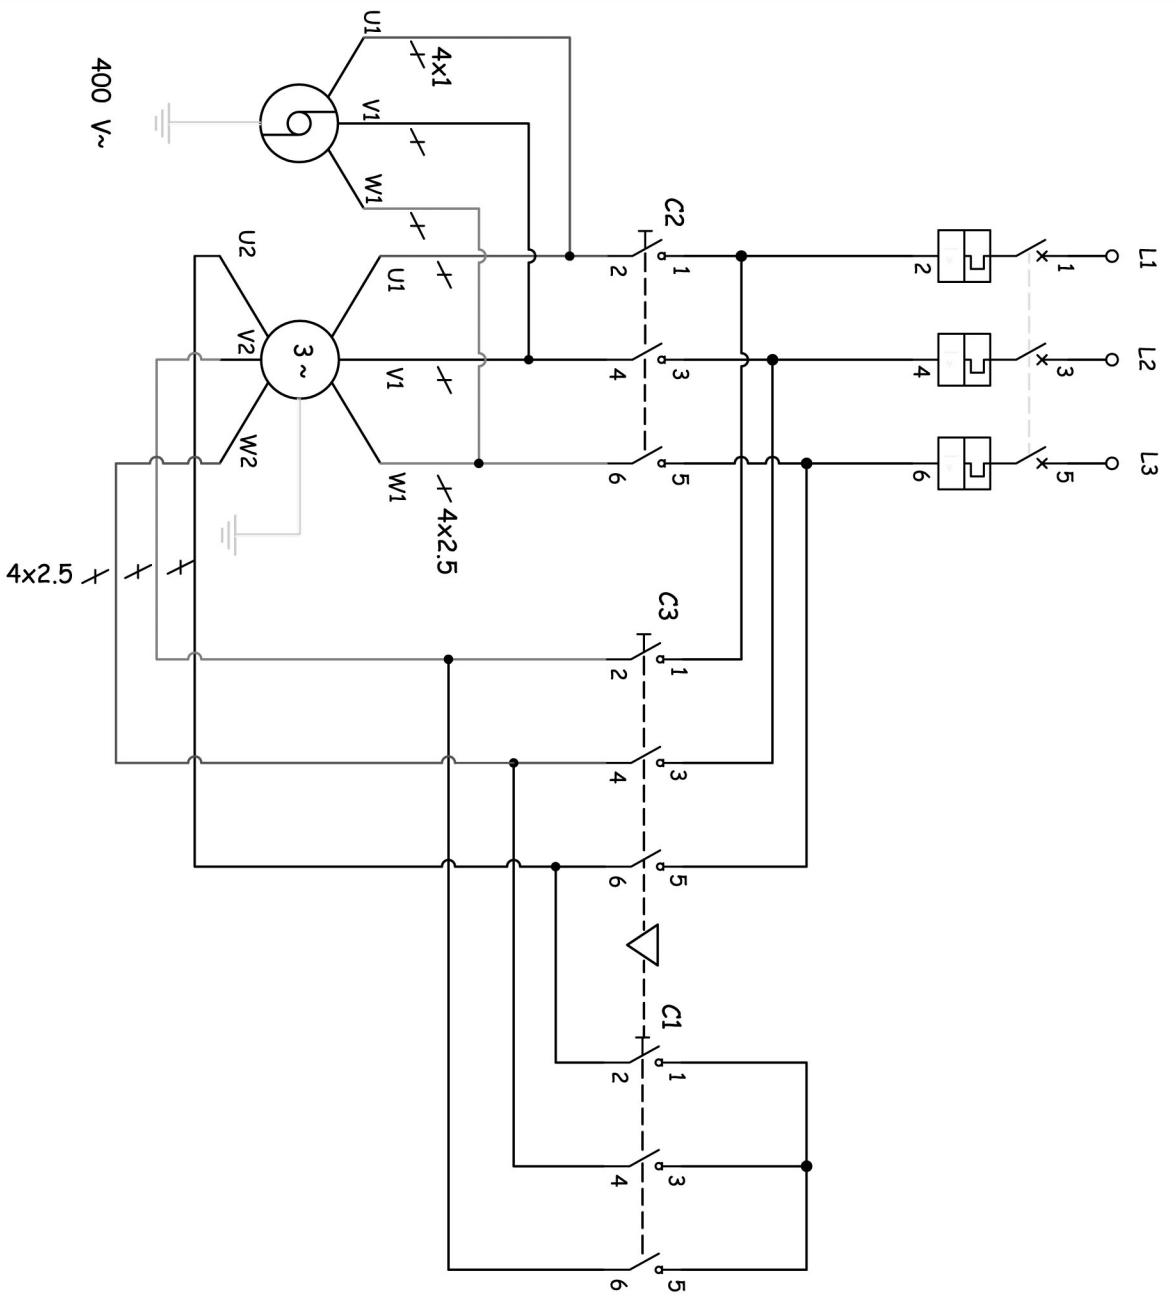 L1 L2 L3
1 3 5
2 4 6
C2 1 3 5 C3 1 3 5 C1 1 3 5
2 4 6 2 4 6 2 4 6
4x1 4x2.5
U1 V1 W1 U1 V1 W1
3
~
U2 V2 W2
400 V~
4x2.5